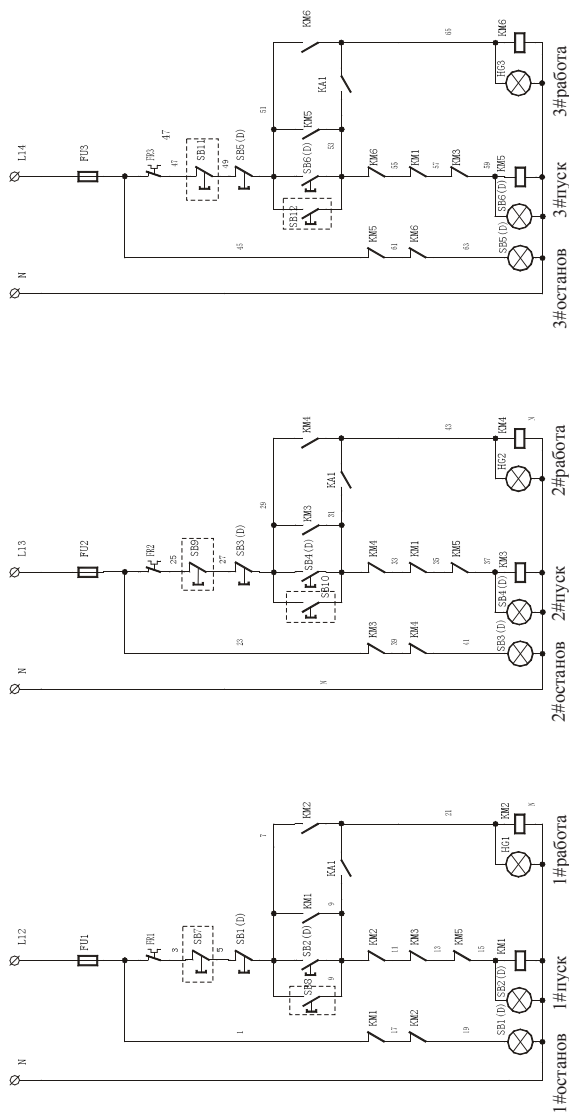 L14
N
FU3
FR3
47
47
SB11
49
SB5(D)
45
51
KM6
KA1
KM5
53
SB6(D)
SB12
KM6
55
KM1
57
KM3
59
KM5
61
KM6
63
65
KM6
HG3
KM5
SB6(D)
SB5(D)
3#работа
3#пуск
3#останов
L13
N
FU2
FR2
25
SB9
27
SB3(D)
23
N
29
KM4
KA1
KM3
31
SB4(D)
SB10
KM4
33
KM1
35
KM5
37
KM3
39
KM4
41
43
KM4
N
HG2
KM3
SB4(D)
SB3(D)
2#работа
2#пуск
2#останов
L12
N
FU1
FR1
3
SB7
5
SB1(D)
1
7
KM2
KA1
KM1
9
SB2(D)
SB8
9
KM2
11
KM3
13
KM5
15
KM1
17
KM2
19
21
KM2
N
HG1
KM1
SB2(D)
SB1(D)
1#работа
1#пуск
1#останов